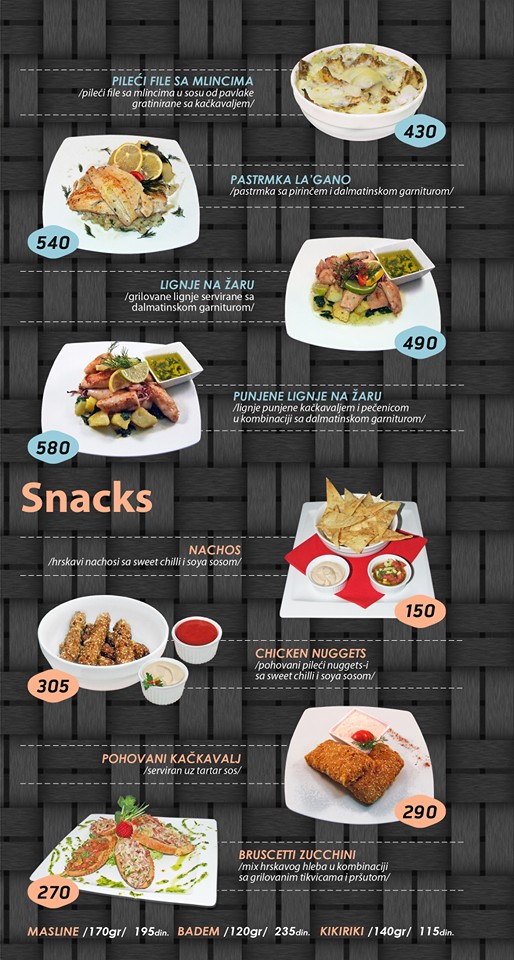 PILEĆI FILE SA MLINCIMA
/pileći file sa mlincima u sosu od pavlake
gratinirane sa kačkavaljem/
430
PASTRMKA LA'GANO
/pastrmka sa pirinčem i dalmatinskom garniturom/
540
LIGNJE NA ŽARU
/grilovane lignje servirane sa
dalmatinskom garniturom/
490
PUNJENE LIGNJE NA ŽARU
/lignje punjene kačkavaljem i pečenicom
u kombinaciji sa dalmatinskom garniturom/
580
Snacks
NACHOS
/hrskavi nachosi sa sweet chilli i soya sosom/
150
CHICKEN NUGGETS
/pohovani pileći nuggets-i
sa sweet chilli i soya sosom/
305
POHOVANI KAČKAVALJ
/serviran uz tartar sos/
290
BRUSCETTI ZUCCHINI
/mix hrskavog hleba u kombinaciji
sa grilovanim tikvicama i pršutom/
270
MASLINE /170gr/ 195din. BADEM /120gr/ 235din. KIKIRIKI /140gr/ 115din.